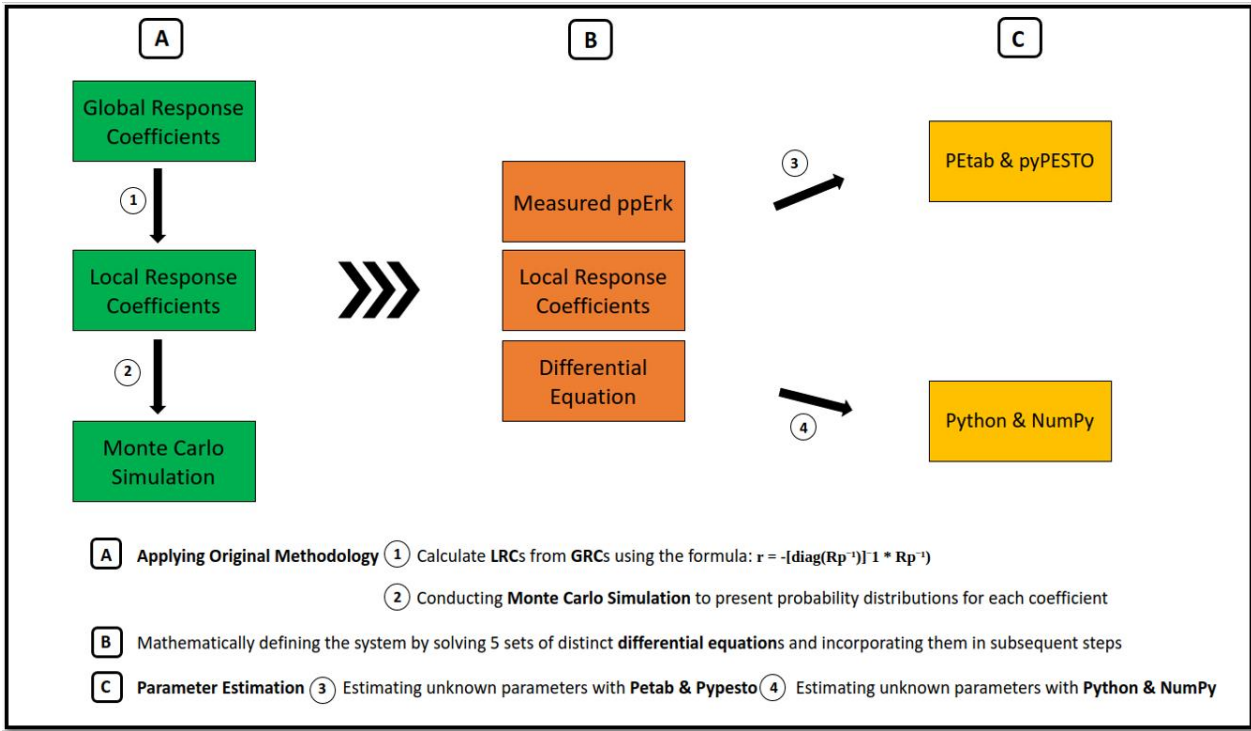 A
B
C
Global Response
Coefficients
1
Local Response
Coefficients
2
Monte Carlo
Simulation
Measured ppErk
Local Response
Coefficients
Differential
Equation
3
4
PEtab & pyPESTO
Python & NumPy
A Applying Original Methodology 1 Calculate LRCs from GRCs using the formula: r = -[diag(Rp⁻¹)]⁻1 * Rp⁻¹)
2 Conducting Monte Carlo Simulation to present probability distributions for each coefficient
B Mathematically defining the system by solving 5 sets of distinct differential equations and incorporating them in subsequent steps
C Parameter Estimation 3 Estimating unknown parameters with Petab & Pypesto 4 Estimating unknown parameters with Python & NumPy